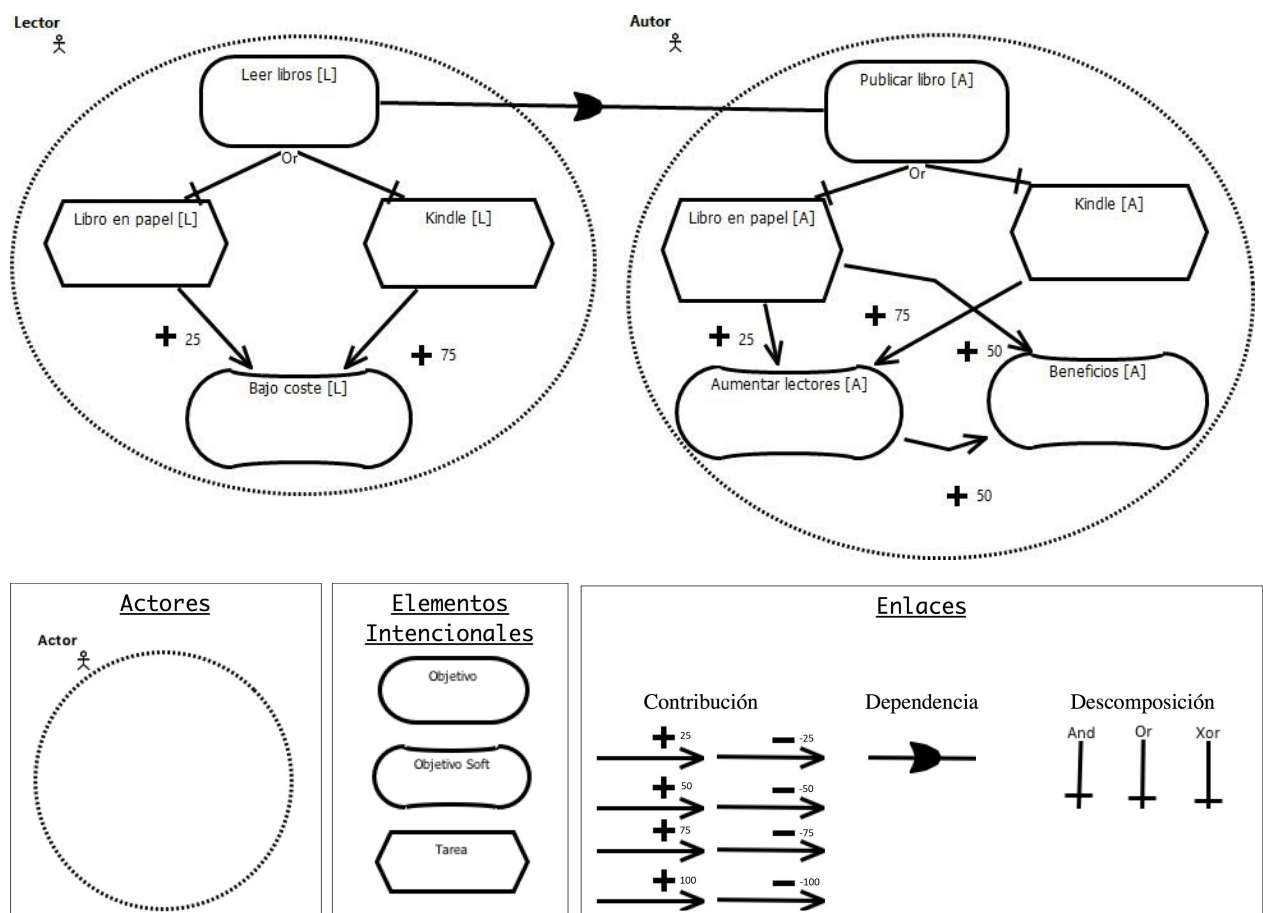 Lector
Autor
Leer libros [L]
Publicar libro [A]
Or
Or
Libro en papel [L]
Kindle [L]
Libro en papel [A]
Kindle [A]
+ 25
+ 75
+ 25
+ 75
+ 50
Bajo coste [L]
Aumentar lectores [A]
Beneficios [A]
+ 50
Actores
Actor
Elementos
Intencionales
Objetivo
Objetivo Soft
Tarea
Enlaces
Contribución
Dependencia
Descomposición
+ 25
- -25
+ 50
- -50
+ 75
- -75
+ 100
- -100
And
Or
Xor